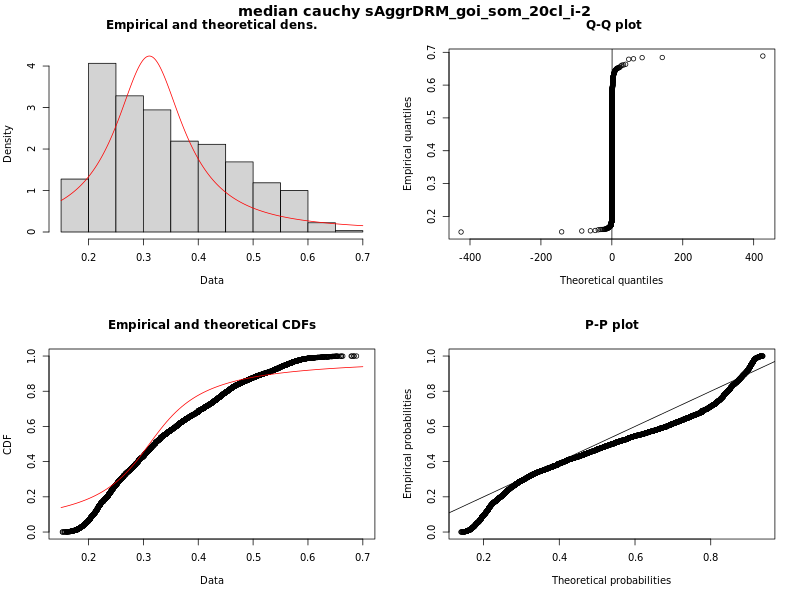 median cauchy sAggrDRM_goi_som_20cl_i-2
Empirical and theoretical dens.
Density
0 1 2 3 4
0.2 0.3 0.4 0.5 0.6 0.7
Data
Q-Q plot
Empirical quantiles
0.2 0.3 0.4 0.5 0.6 0.7
-400 -200 0 200 400
Theoretical quantiles
Empirical and theoretical CDFs
CDF
0.0 0.2 0.4 0.6 0.8 1.0
0.2 0.3 0.4 0.5 0.6 0.7
Data
P-P plot
Empirical probabilities
0.0 0.2 0.4 0.6 0.8 1.0
0.2 0.4 0.6 0.8
Theoretical probabilities